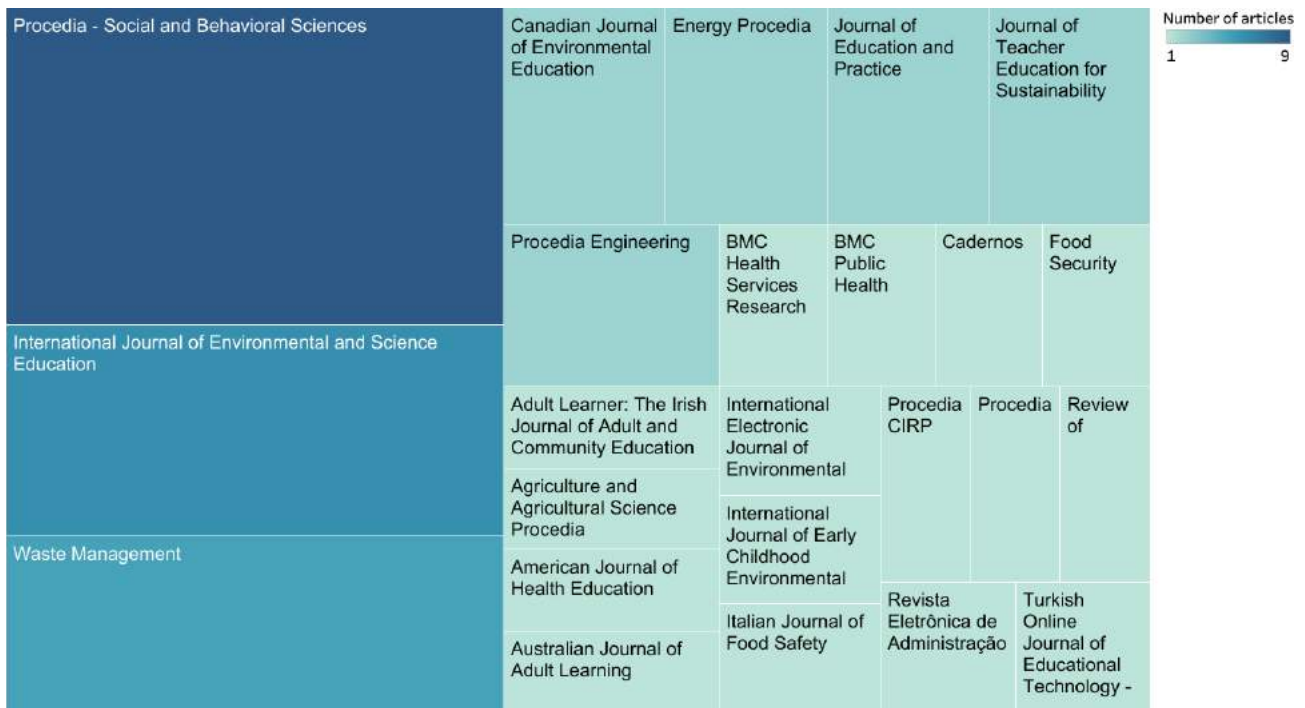 Procedia - Social and Behavioral Sciences
International Journal of Environmental and Science
Education
Waste Management
Canadian Journal
of Environmental
Education
Energy Procedia
Journal of
Education and
Practice
Journal of
Teacher
Education for
Sustainability
Procedia Engineering
BMC
Health
Services
Research
BMC
Public
Health
Cadernos
Food
Security
Adult Learner: The Irish
Journal of Adult and
Community Education
Agriculture and
Agricultural Science
Procedia
American Journal of
Health Education
Australian Journal of
Adult Learning
International
Electronic
Journal of
Environmental
International
Journal of Early
Childhood
Environmental
Italian Journal of
Food Safety
Procedia
CIRP
Procedia
Review
of
Revista
Eletrônica de
Administração
Turkish
Online
Journal of
Educational
Technology -
Number of articles
1 9